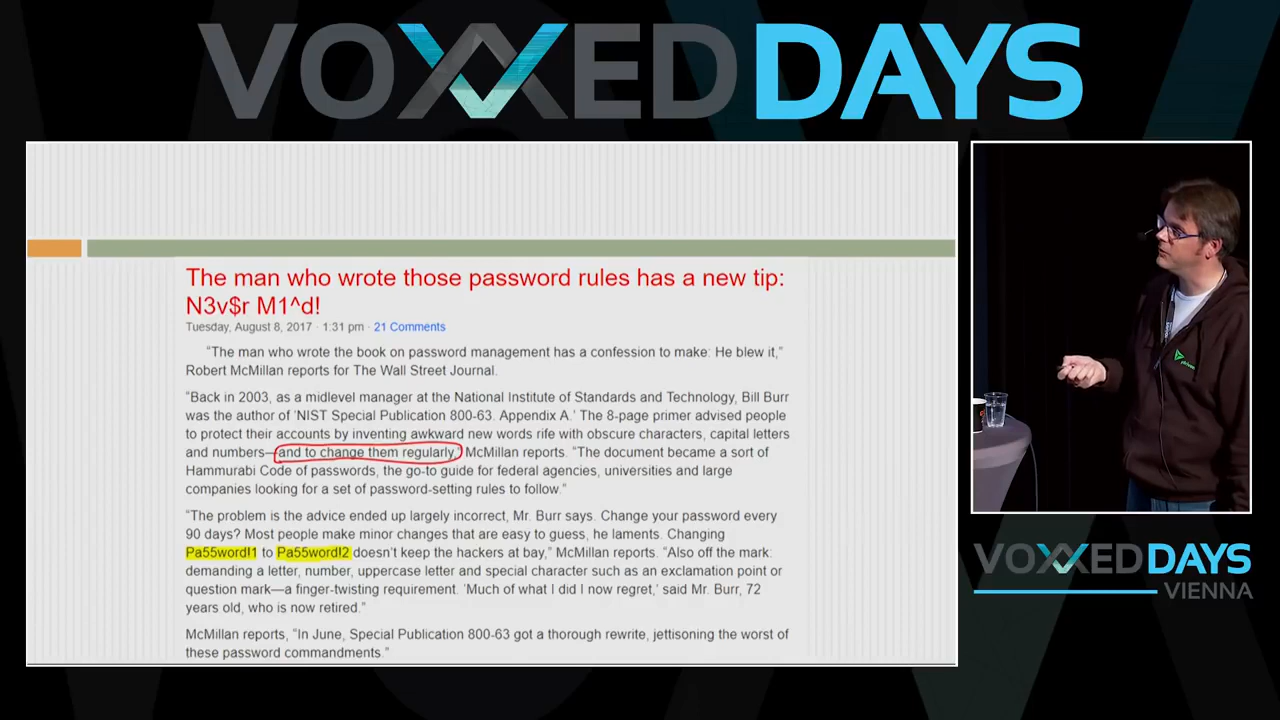 VOXXED DAYS
The man who wrote those password rules has a new tip:
N3v$r M1^d!
Tuesday, August 8, 2017 · 1:31 pm · 21 Comments
“The man who wrote the book on password management has a confession to make: He blew it,”
Robert McMillan reports for The Wall Street Journal.
“Back in 2003, as a midlevel manager at the National Institute of Standards and Technology, Bill Burr
was the author of ‘NIST Special Publication 800-63. Appendix A.’ The 8-page primer advised people
to protect their accounts by inventing awkward new words rife with obscure characters, capital letters
and numbers—and to change them regularly,” McMillan reports. “The document became a sort of
Hammurabi Code of passwords, the go-to guide for federal agencies, universities and large
companies looking for a set of password-setting rules to follow.”
“The problem is the advice ended up largely incorrect, Mr. Burr says. Change your password every
90 days? Most people make minor changes that are easy to guess, he laments. Changing
Pa55word!1 to Pa55word!2 doesn’t keep the hackers at bay,” McMillan reports. “Also off the mark:
demanding a letter, number, uppercase letter and special character such as an exclamation point or
question mark—a finger-twisting requirement. ‘Much of what I did I now regret,’ said Mr. Burr, 72
years old, who is now retired.”
McMillan reports, “In June, Special Publication 800-63 got a thorough rewrite, jettisoning the worst of
these password commandments.”
VOXXED DAYS
VIENNA